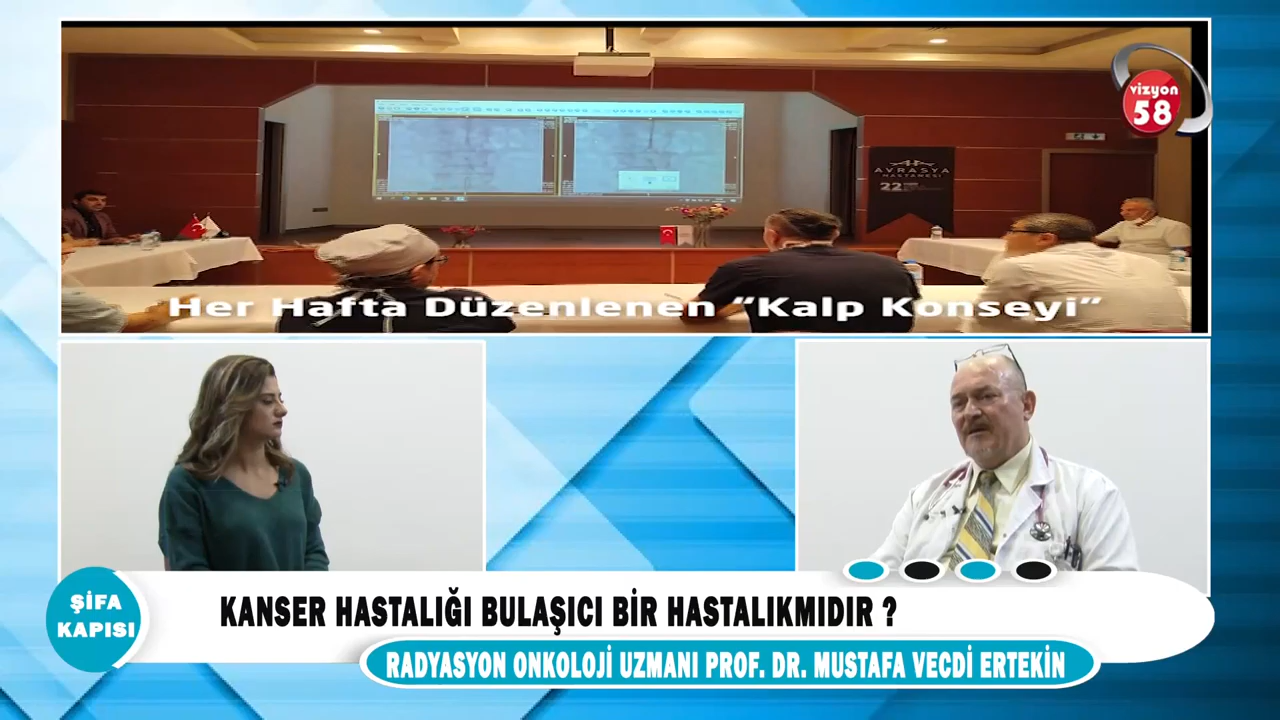 vizyon
58
AVRASYA
HASTANESİ
22
Her Hafta Düzenlenen “Kalp Konseyi”
ŞİFA
KAPISI
KANSER HASTALIĞI BULAŞICI BİR HASTALIKMIDIR ?
RADYASYON ONKOLOJİ UZMANI PROF. DR. MUSTAFA VECDİ ERTEKİN